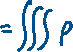 = ∭ ρ